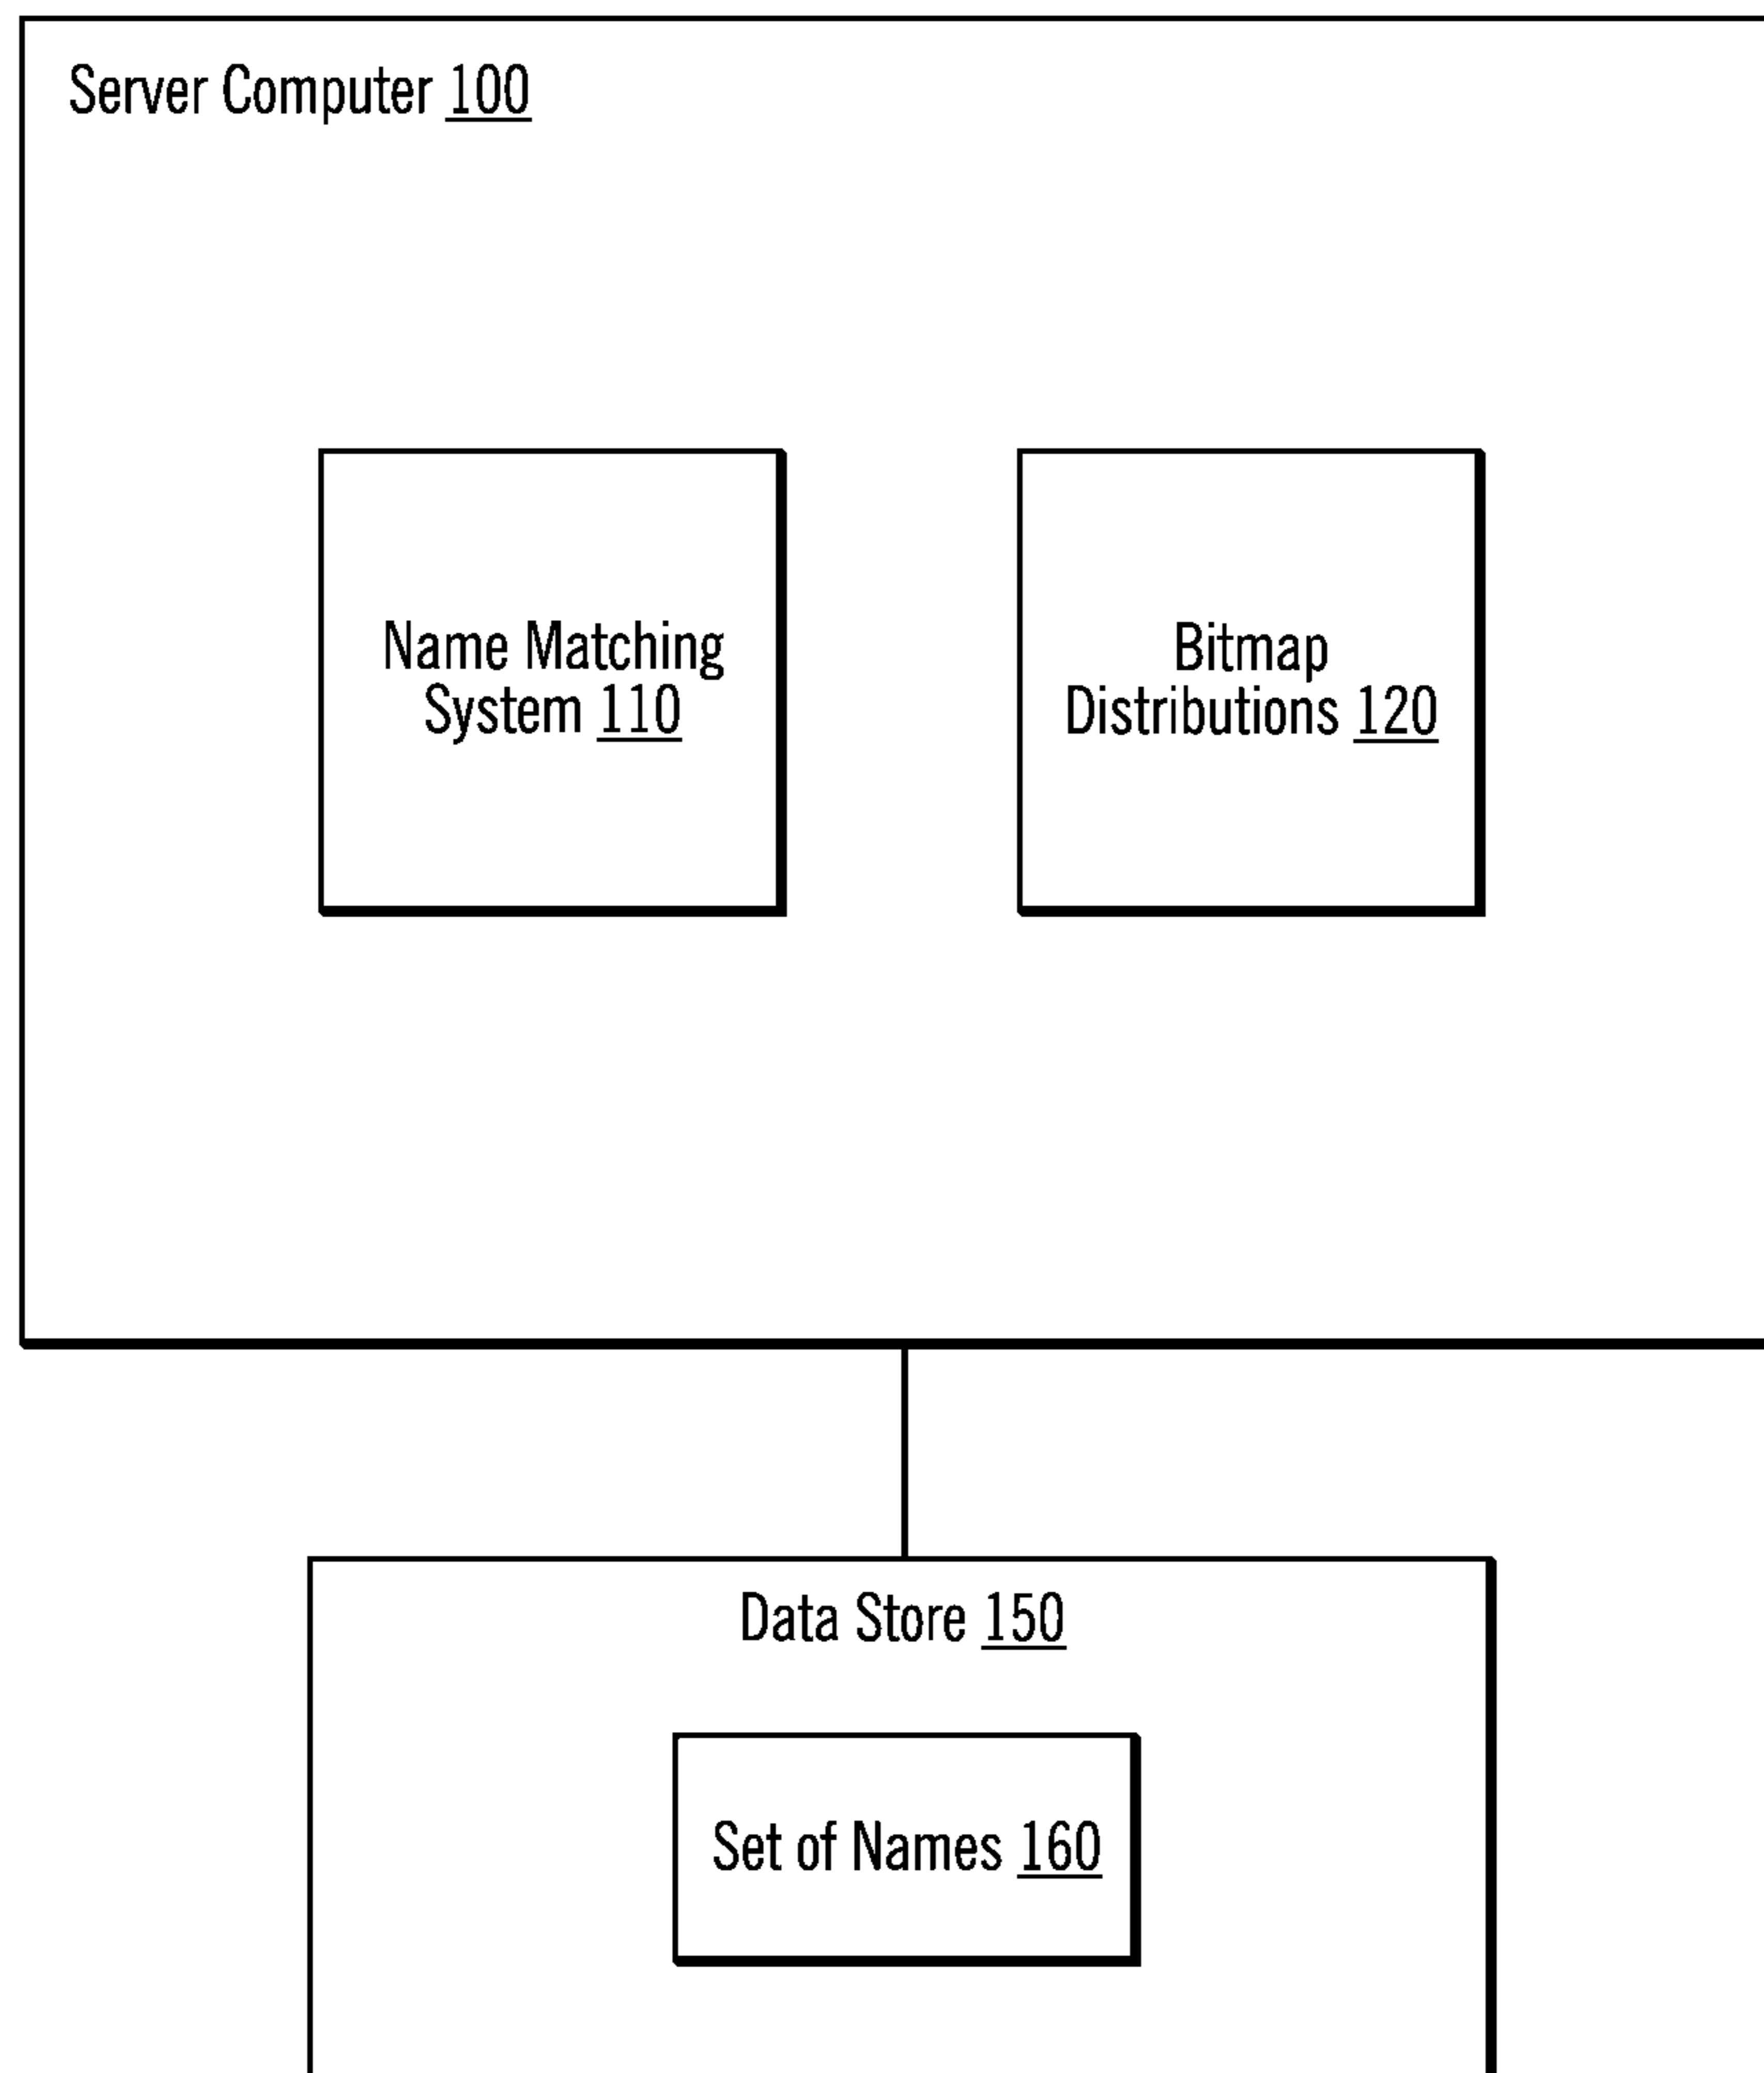 Server Computer 100
Name Matching
System 110
Bitmap
Distributions 120
Data Store 150
Set of Names 160